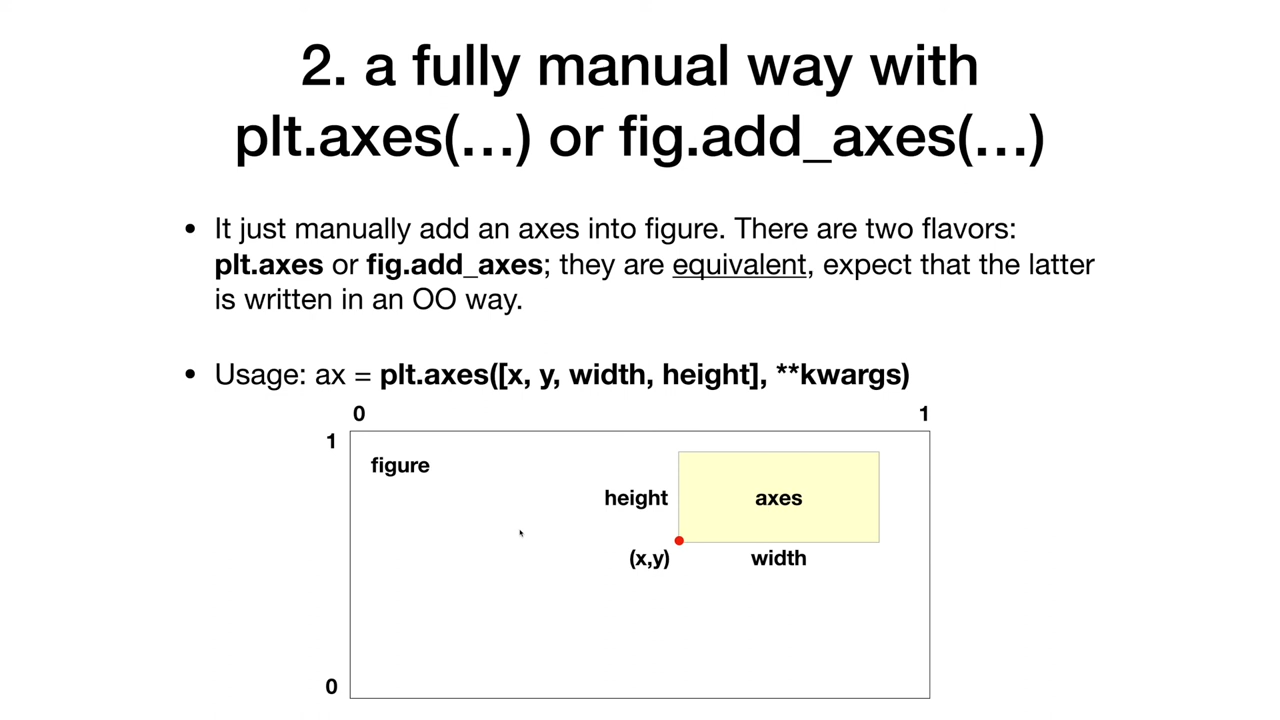 2. a fully manual way with
plt.axes(…) or fig.add_axes(…)
• It just manually add an axes into figure. There are two flavors:
plt.axes or fig.add_axes; they are equivalent, expect that the latter
is written in an OO way.
• Usage: ax = plt.axes([x, y, width, height], **kwargs)
0 1
1
figure
height axes
(x,y) width
0